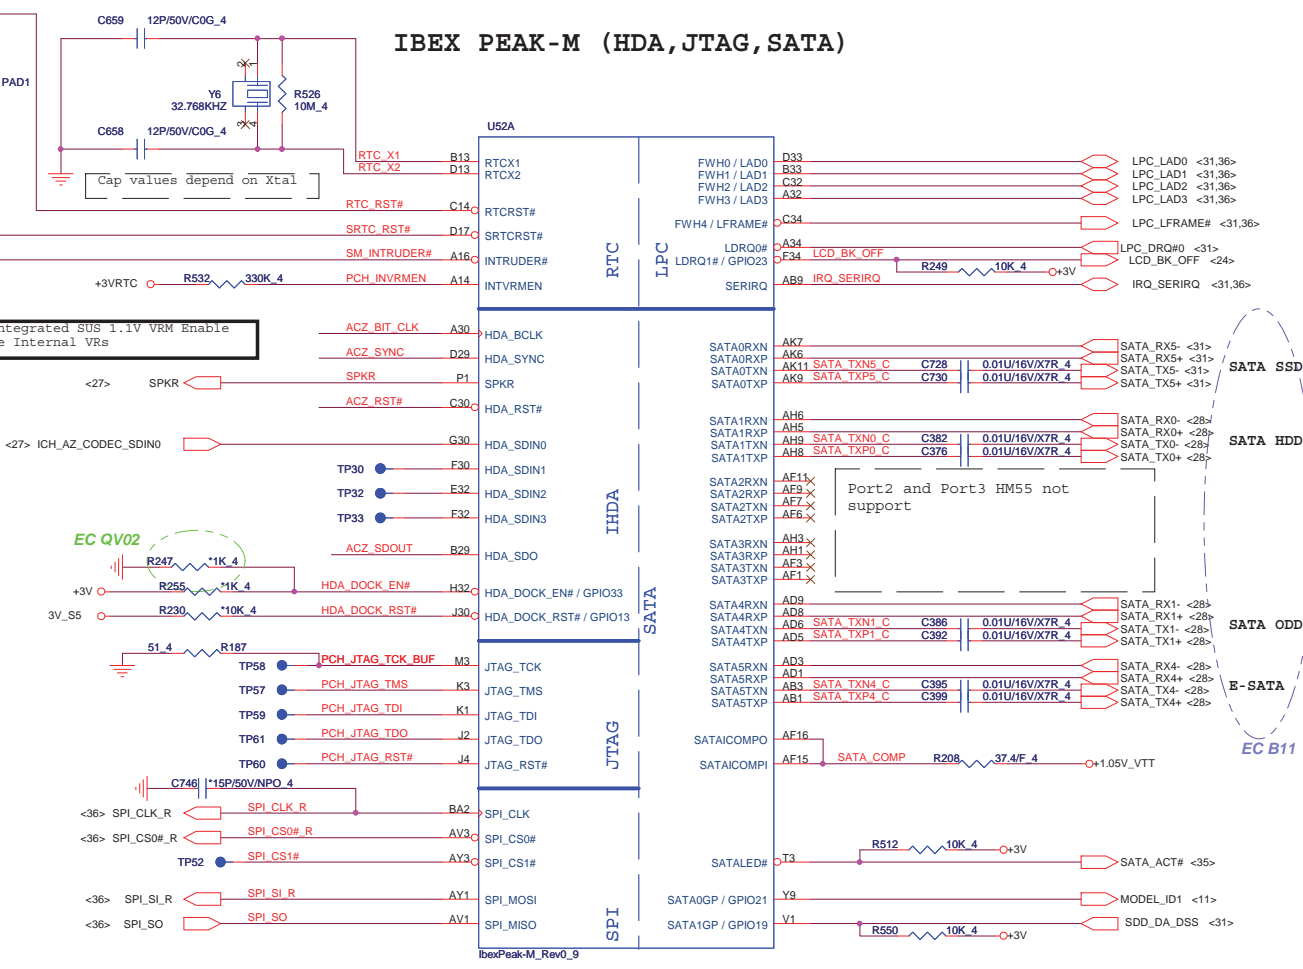 IBEX PEAK-M (HDA,JTAG,SATA)
C659 12P/50V/C0G_4
PAD1
Y6
32.768KHZ
2 1
3 4
R526
10M_4
C658 12P/50V/C0G_4
Cap values depend on Xtal
U52A
RTC_X1 B13 RTCX1
RTC_X2 D13 RTCX2
RTC_RST# C14 RTCRST#
SRTC_RST# D17 SRTCRST#
SM_INTRUDER# A16 INTRUDER#
+3VRTC R532 330K_4 PCH_INVRMEN A14 INTVRMEN
RTC
LPC
FWH0 / LAD0 D33 LPC_LAD0 <31,36>
FWH1 / LAD1 B33 LPC_LAD1 <31,36>
FWH2 / LAD2 C32 LPC_LAD2 <31,36>
FWH3 / LAD3 A32 LPC_LAD3 <31,36>
FWH4 / LFRAME# C34 LPC_LFRAME# <31,36>
LDRQ0# A34 LPC_DRQ#0 <31>
LDRQ1# / GPIO23 F34 LCD_BK_OFF LCD_BK_OFF <24>
R249 10K_4 +3V
SERIRQ AB9 IRQ_SERIRQ IRQ_SERIRQ <31,36>
ntegrated SUS 1.1V VRM Enable
e Internal VRs
ACZ_BIT_CLK A30 HDA_BCLK
ACZ_SYNC D29 HDA_SYNC
<27> SPKR SPKR P1 SPKR
ACZ_RST# C30 HDA_RST#
<27> ICH_AZ_CODEC_SDIN0 G30 HDA_SDIN0
TP30 F30 HDA_SDIN1
TP32 E32 HDA_SDIN2
TP33 F32 HDA_SDIN3
ACZ_SDOUT B29 HDA_SDO
EC QV02
R247 *1K_4
+3V R255 *1K_4 HDA_DOCK_EN# H32 HDA_DOCK_EN# / GPIO33
3V_S5 R230 *10K_4 HDA_DOCK_RST# J30 HDA_DOCK_RST# / GPIO13
IHDA
SATA
SATA0RXN AK7 SATA_RX5- <31>
SATA0RXP AK6 SATA_RX5+ <31>
SATA0TXN AK11 SATA_TXN5_C C728 0.01U/16V/X7R_4 SATA_TX5- <31>
SATA0TXP AK9 SATA_TXP5_C C730 0.01U/16V/X7R_4 SATA_TX5+ <31>
SATA SSD
SATA1RXN AH6 SATA_RX0- <28>
SATA1RXP AH5 SATA_RX0+ <28>
SATA1TXN AH9 SATA_TXN0_C C382 0.01U/16V/X7R_4 SATA_TX0- <28>
SATA1TXP AH8 SATA_TXP0_C C376 0.01U/16V/X7R_4 SATA_TX0+ <28>
SATA HDD
SATA2RXN AF11
SATA2RXP AF9
SATA2TXN AF7
SATA2TXP AF6
Port2 and Port3 HM55 not
support
SATA3RXN AH3
SATA3RXP AH1
SATA3TXN AF3
SATA3TXP AF1
SATA4RXN AD9 SATA_RX1- <28>
SATA4RXP AD8 SATA_RX1+ <28>
SATA4TXN AD6 SATA_TXN1_C C386 0.01U/16V/X7R_4 SATA_TX1- <28>
SATA4TXP AD5 SATA_TXP1_C C392 0.01U/16V/X7R_4 SATA_TX1+ <28>
SATA ODD
SATA5RXN AD3 SATA_RX4- <28>
SATA5RXP AD1 SATA_RX4+ <28>
SATA5TXN AB3 SATA_TXN4_C C395 0.01U/16V/X7R_4 SATA_TX4- <28>
SATA5TXP AB1 SATA_TXP4_C C399 0.01U/16V/X7R_4 SATA_TX4+ <28>
E-SATA
EC B11
51_4 R187
TP58 PCH_JTAG_TCK_BUF M3 JTAG_TCK
TP57 PCH_JTAG_TMS K3 JTAG_TMS
TP59 PCH_JTAG_TDI K1 JTAG_TDI
TP61 PCH_JTAG_TDO J2 JTAG_TDO
TP60 PCH_JTAG_RST# J4 JTAG_RST#
JTAG
SATAICOMPO AF16
SATAICOMPI AF15 SATA_COMP R208 37.4/F_4 +1.05V_VTT
C746 *15P/50V/NPO_4
<36> SPI_CLK_R SPI_CLK_R BA2 SPI_CLK
<36> SPI_CS0#_R SPI_CS0#_R AV3 SPI_CS0#
TP52 SPI_CS1# AY3 SPI_CS1#
<36> SPI_SI_R SPI_SI_R AY1 SPI_MOSI
<36> SPI_SO SPI_SO AV1 SPI_MISO
SPI
R512 10K_4 +3V
SATALED# T3 SATA_ACT# <35>
SATA0GP / GPIO21 Y9 MODEL_ID1 <11>
SATA1GP / GPIO19 V1 SDD_DA_DSS <31>
R550 10K_4 +3V
IbexPeak-M_Rev0_9